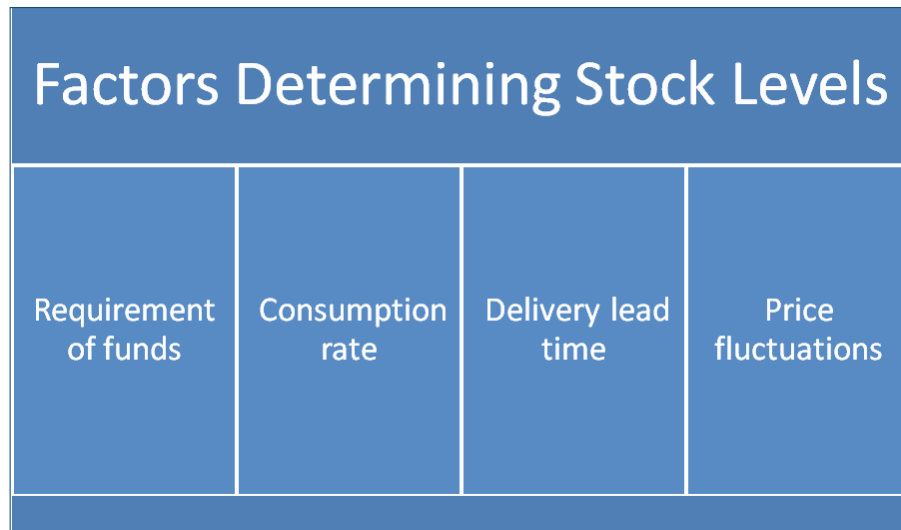 Factors Determining Stock Levels
Requirement
of funds
Consumption
rate
Delivery lead
time
Price
fluctuations